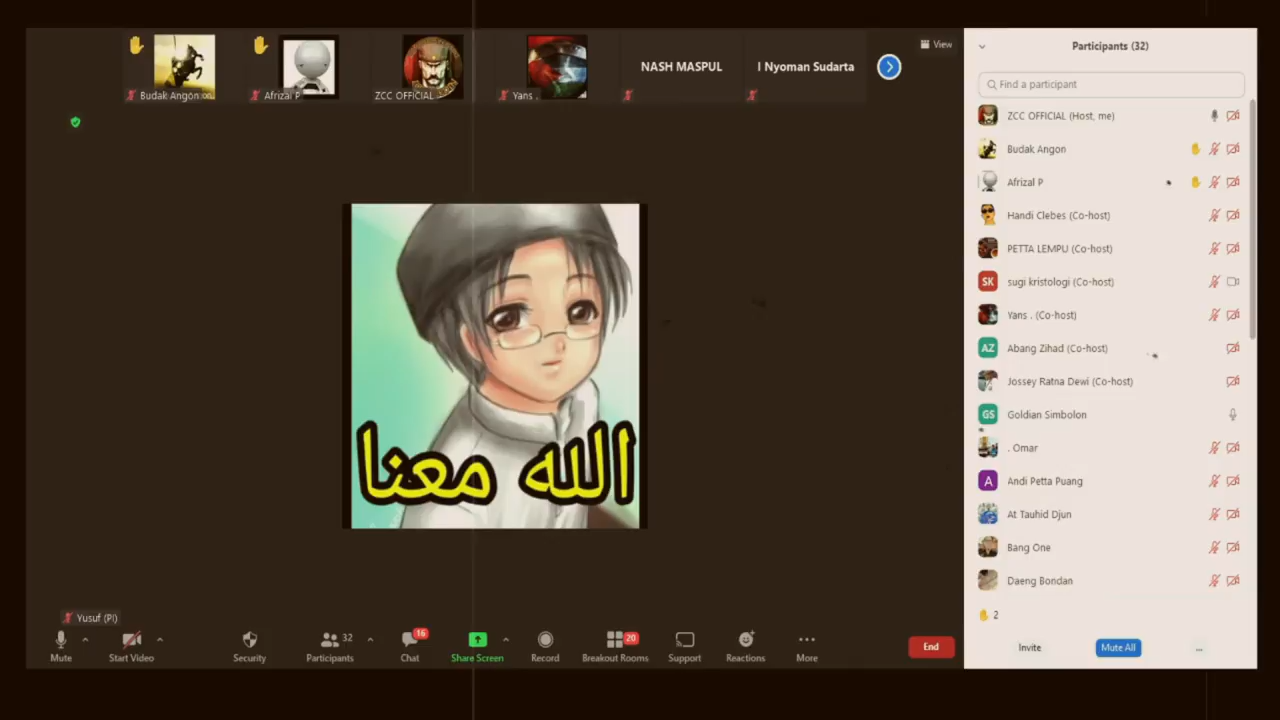 View
Budak Angon
Afrizal P
ZCC OFFICIAL
Yans .
NASH MASPUL
I Nyoman Sudarta
الله معنا
Yusuf (PI)
Mute
Start Video
Security
32
Participants
16
Chat
Share Screen
Record
20
Breakout Rooms
Support
Reactions
More
End
Participants (32)
Find a participant
ZCC OFFICIAL (Host, me)
Budak Angon
Afrizal P
Handi Clebes (Co-host)
PETTA LEMPU (Co-host)
SK sugi kristologi (Co-host)
Yans . (Co-host)
AZ Abang Zihad (Co-host)
Jossey Ratna Dewi (Co-host)
GS Goldian Simbolon
. Omar
A Andi Petta Puang
At Tauhid Djun
Bang One
Daeng Bondan
2
Invite
Mute All
...